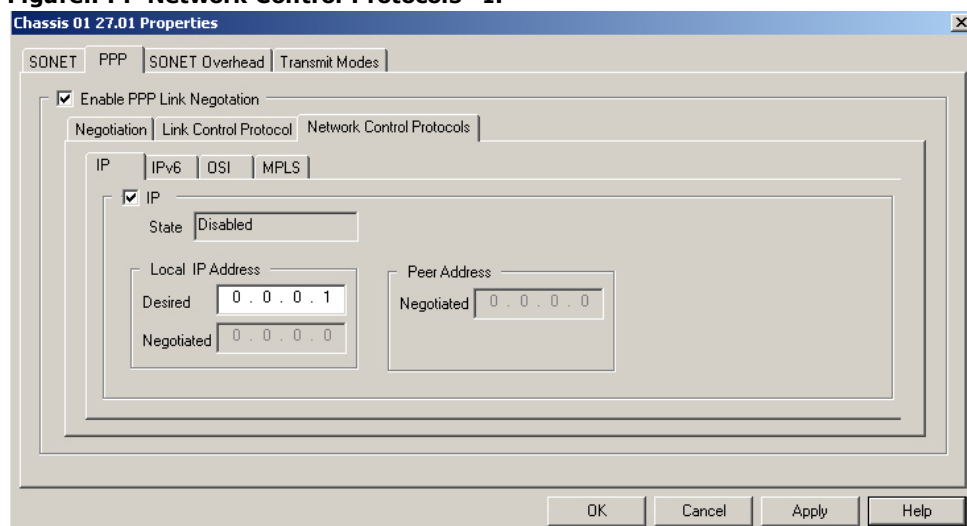 Chassis 01 27.01 Properties
SONET PPP SONET Overhead Transmit Modes
Enable PPP Link Negotation
Negotiation Link Control Protocol Network Control Protocols
IP IPv6 OSI MPLS
IP
State Disabled
Local IP Address
Desired 0 . 0 . 0 . 1
Negotiated 0 . 0 . 0 . 0
Peer Address
Negotiated 0 . 0 . 0 . 0
OK Cancel Apply Help